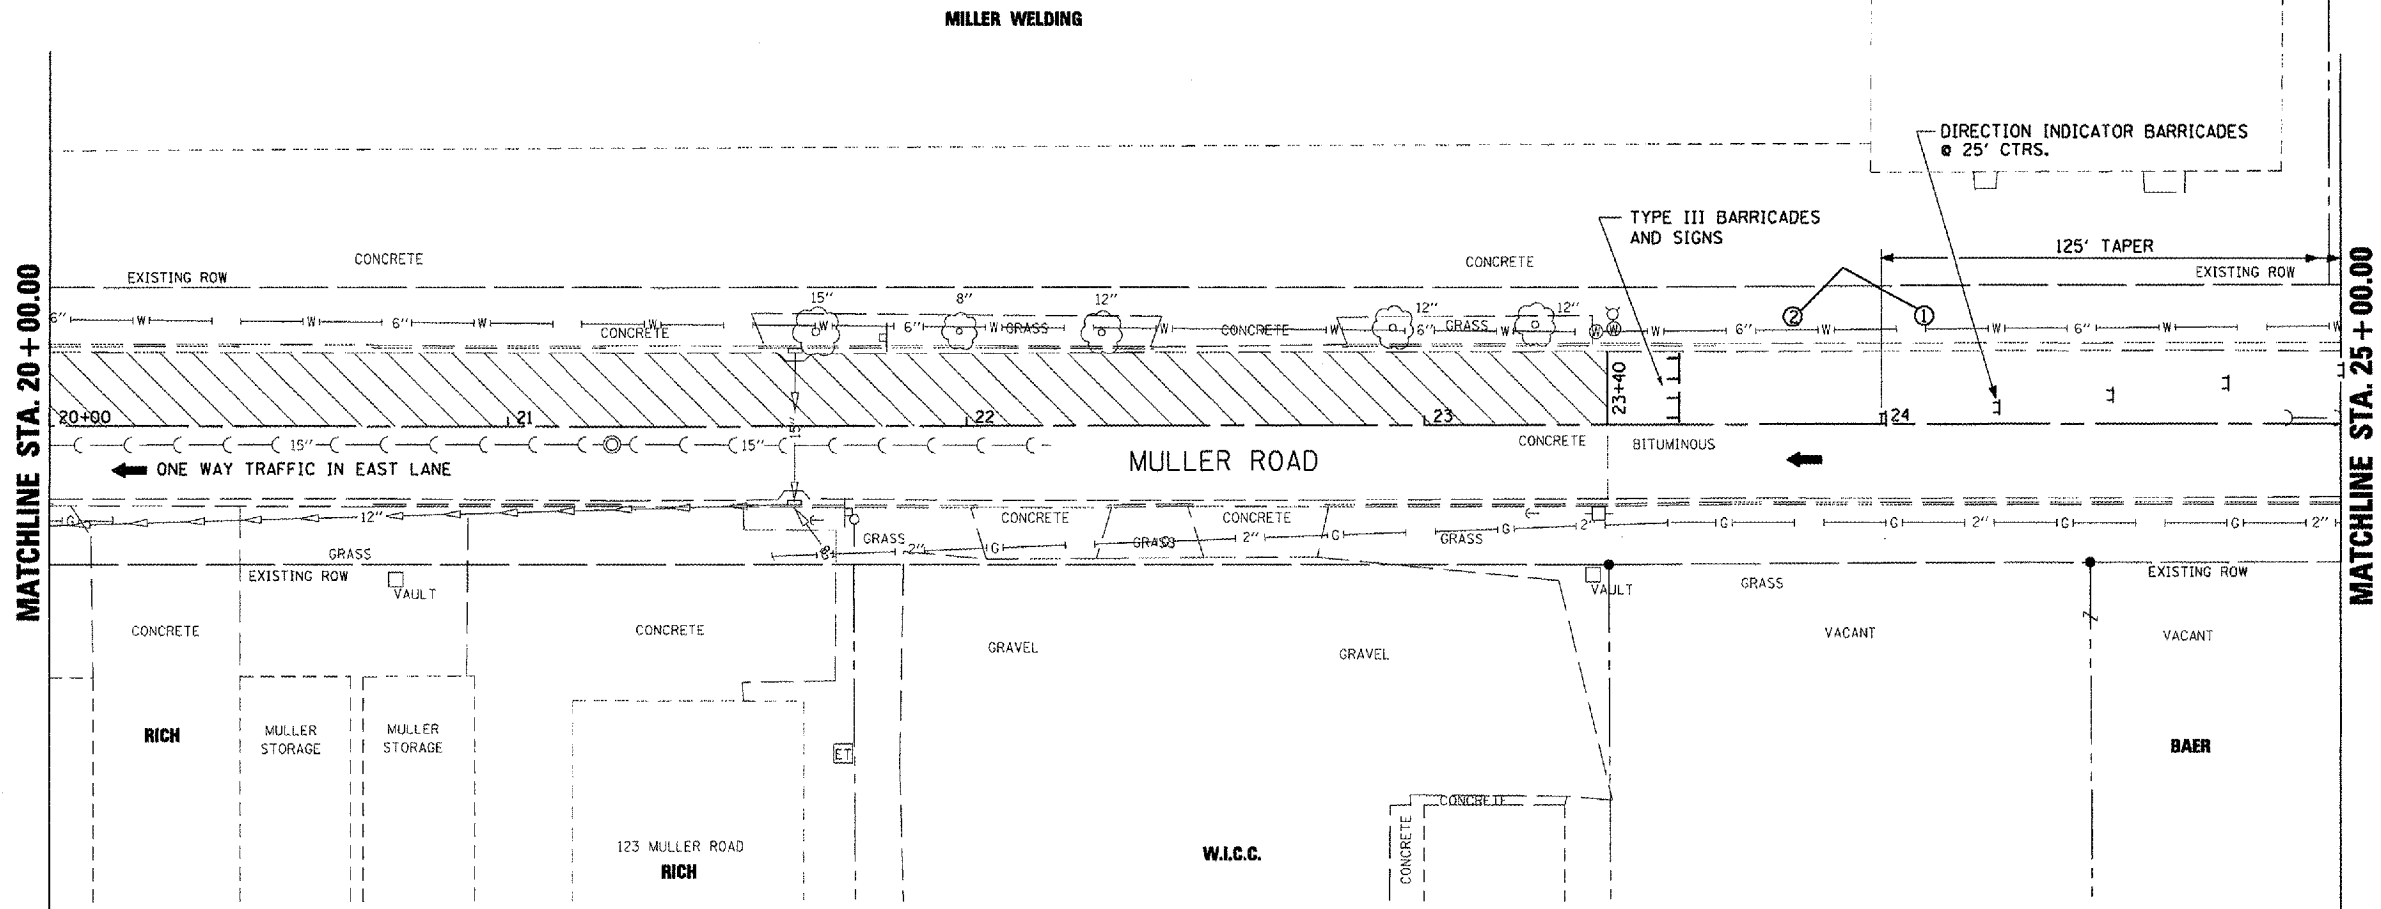 MILLER WELDING
DIRECTION INDICATOR BARRICADES
@ 25' CTRS.
TYPE III BARRICADES
AND SIGNS
125' TAPER
CONCRETE
CONCRETE
EXISTING ROW
EXISTING ROW
15" 8" 12" 12" 12"
6" W W 6" W W W 6" W GRASS W CONCRETE W 6" GRASS W W W W 6" W W 6" W W
CONCRETE
2 1
23+40
20+00 21 22 23 24
15" 15" 15"
CONCRETE BITUMINOUS
ONE WAY TRAFFIC IN EAST LANE
MULLER ROAD
MATCHLINE STA. 20+00.00
MATCHLINE STA. 25+00.00
G 12" CONCRETE CONCRETE
GRASS G 2" G GRASS G 2" G GRASS G 2" G G 2" G G 2"
GRASS
EXISTING ROW
VAULT
VAULT
GRASS
EXISTING ROW
CONCRETE
CONCRETE
GRAVEL
GRAVEL
VACANT
VACANT
RICH
MULLER
STORAGE
MULLER
STORAGE
ET
BAER
CONCRETE
CONCRETE
123 MULLER ROAD
RICH
W.I.C.C.